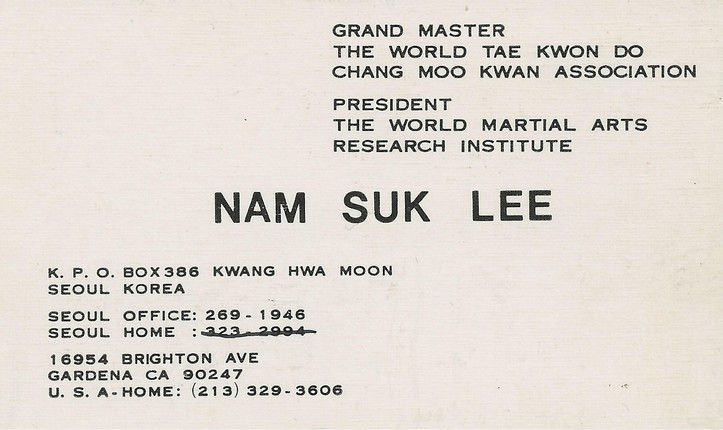 GRAND MASTER
THE WORLD TAE KWON DO
CHANG MOO KWAN ASSOCIATION
PRESIDENT
THE WORLD MARTIAL ARTS
RESEARCH INSTITUTE
NAM SUK LEE
K. P. O. BOX 386 KWANG HWA MOON
SEOUL KOREA
SEOUL OFFICE: 269-1946
SEOUL HOME : 323-2994
16954 BRIGHTON AVE
GARDENA CA 90247
U. S. A-HOME: (213) 329-3606